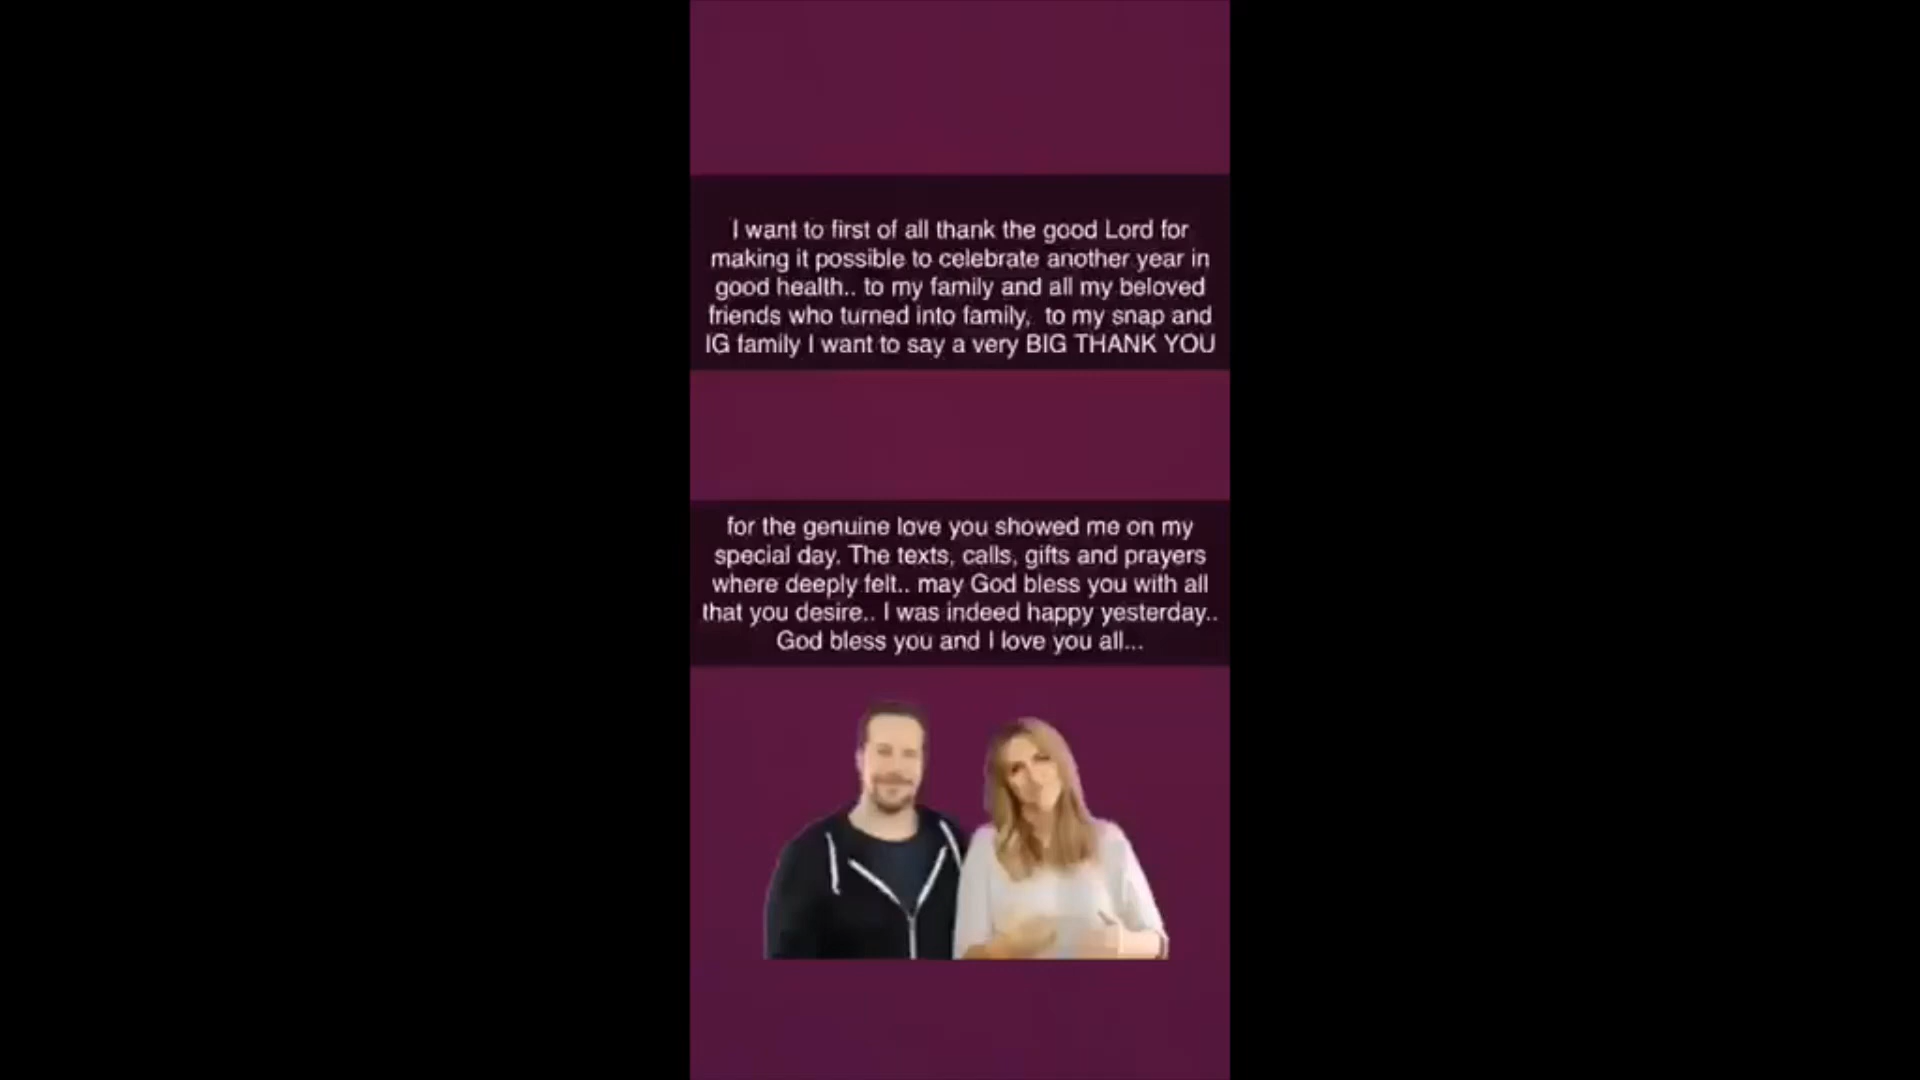 I want to first of all thank the good Lord for
making it possible to celebrate another year in
good health.. to my family and all my beloved
friends who turned into family,  to my snap and
IG family I want to say a very BIG THANK YOU
for the genuine love you showed me on my
special day. The texts, calls, gifts and prayers
where deeply felt.. may God bless you with all
that you desire.. I was indeed happy yesterday..
God bless you and I love you all...